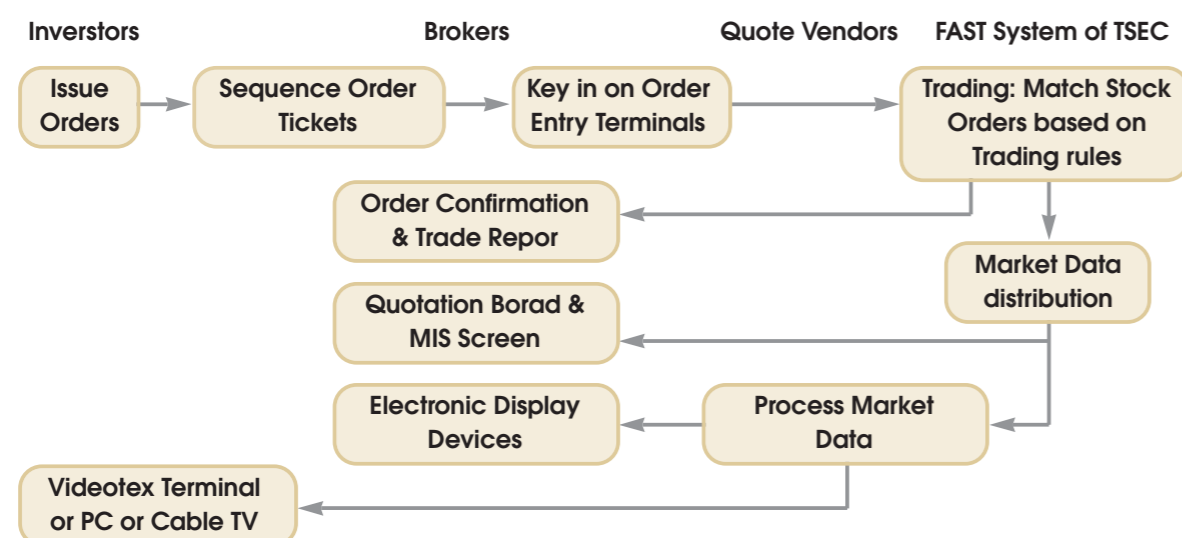 Inverstors
Brokers
Quote Vendors
FAST System of TSEC
Issue
Orders
Sequence Order
Tickets
Key in on Order
Entry Terminals
Trading: Match Stock
Orders based on
Trading rules
Order Confirmation
& Trade Repor
Market Data
distribution
Quotation Borad &
MIS Screen
Electronic Display
Devices
Process Market
Data
Videotex Terminal
or PC or Cable TV